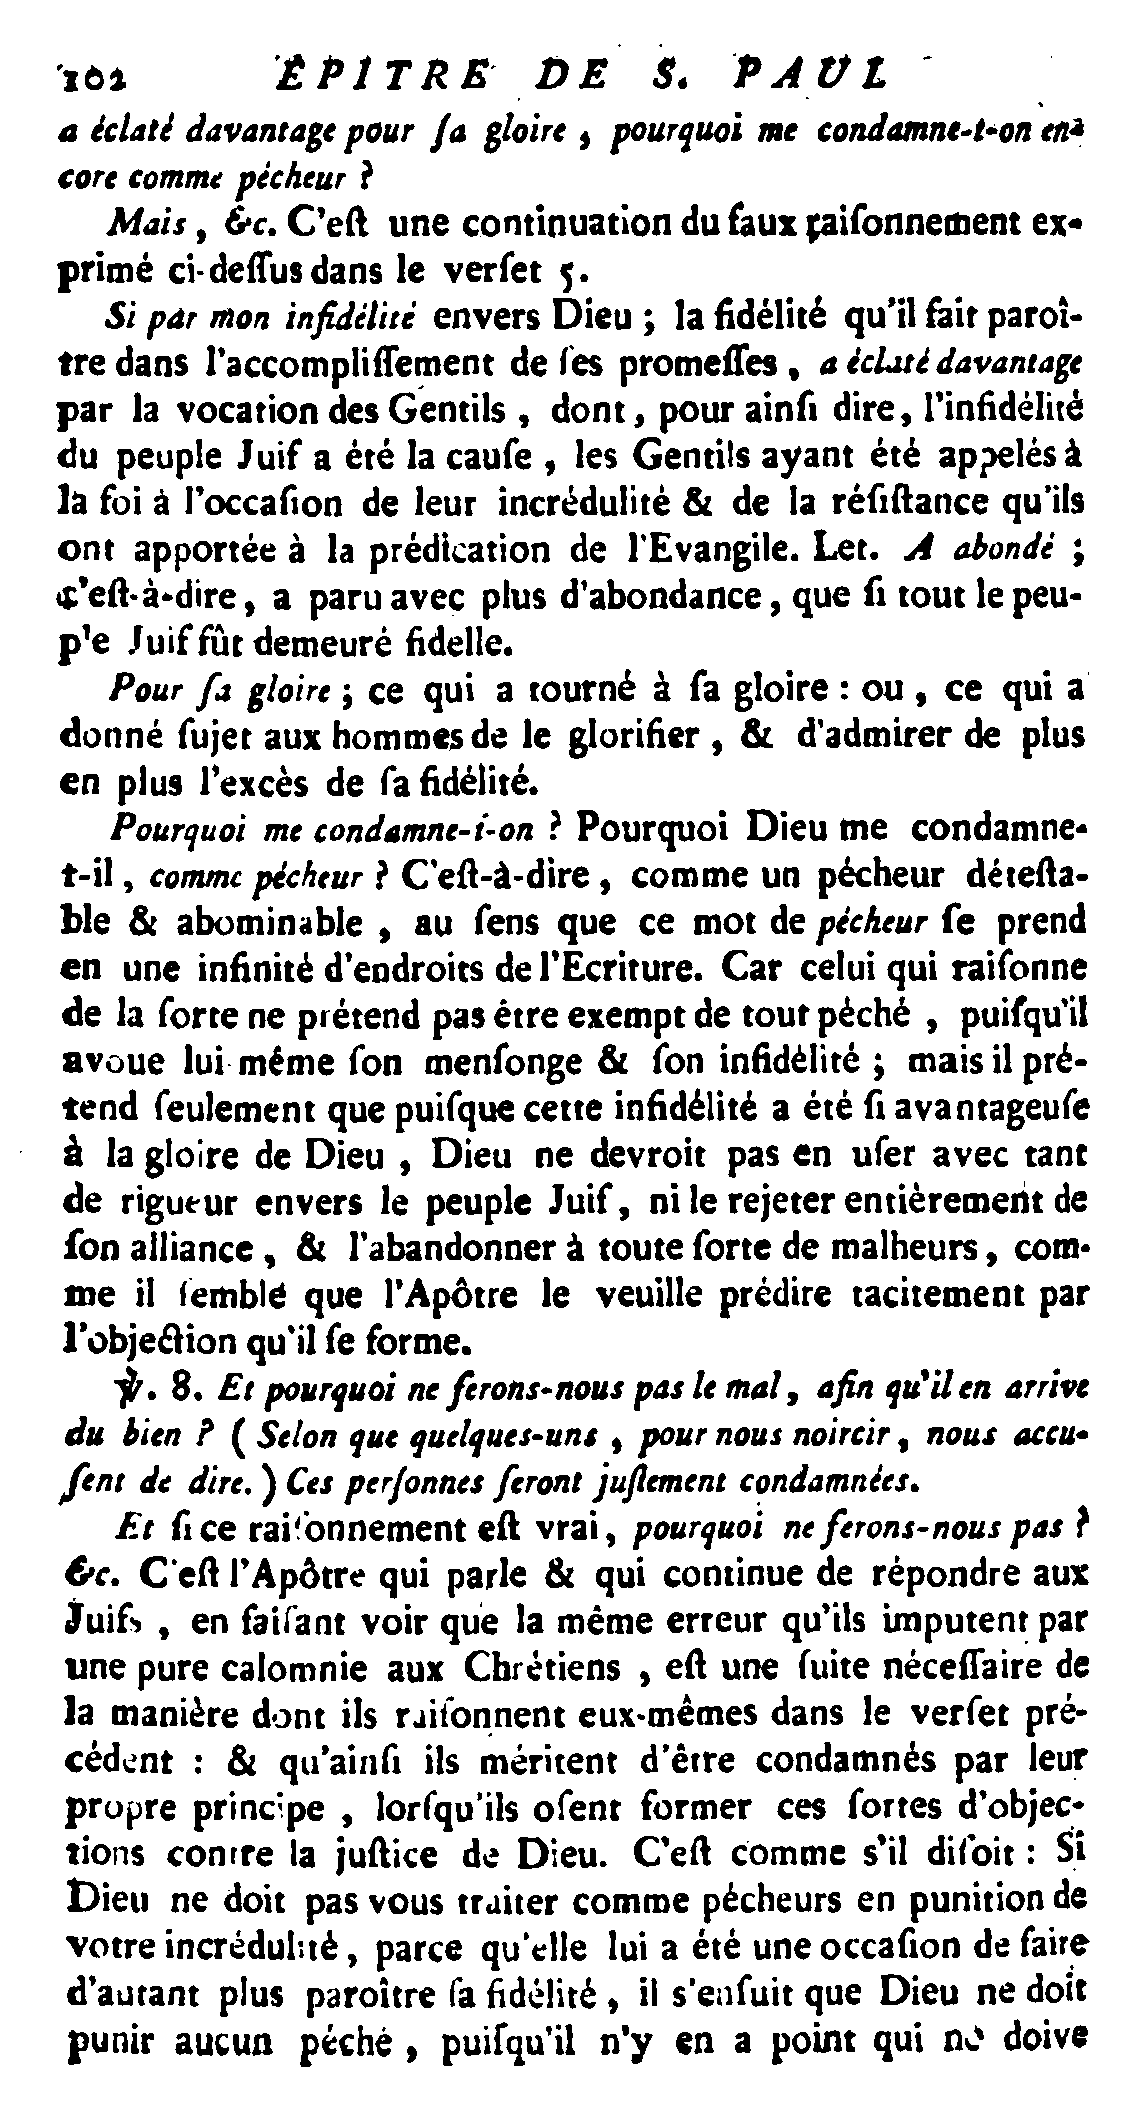 102 ÉPITRE DE S. PAUL
a éclaté davantage pour ſa gloire, pourquoi me condamne-t-on en-
core comme pécheur ?
Mais, &c. C'eſt une continuation du faux raiſonnement ex-
primé ci-deſſus dans le verſet 5.
Si par mon infidélité envers Dieu ; la fidélité qu'il fait paroî-
tre dans l'accompliſſement de ſes promeſſes, a éclaté davantage
par la vocation des Gentils, dont, pour ainſi dire, l'infidélité
du peuple Juif a été la cauſe, les Gentils ayant été appelés à
la foi à l'occaſion de leur incrédulité & de la réſiſtance qu'ils
ont apportée à la prédication de l'Evangile. Let. A abondé ;
c'eſt-à-dire, a paru avec plus d'abondance, que ſi tout le peu-
ple Juif fût demeuré fidelle.
Pour ſa gloire ; ce qui a tourné à ſa gloire : ou, ce qui a
donné ſujet aux hommes de le glorifier, & d'admirer de plus
en plus l'excès de ſa fidélité.
Pourquoi me condamne-t-on ? Pourquoi Dieu me condamne-
t-il, comme pécheur ? C'eſt-à-dire, comme un pécheur déteſta-
ble & abominable, au ſens que ce mot de pécheur ſe prend
en une infinité d'endroits de l'Ecriture. Car celui qui raiſonne
de la ſorte ne prétend pas être exempt de tout péché, puiſqu'il
avoue lui-même ſon menſonge & ſon infidélité ; mais il pré-
tend ſeulement que puiſque cette infidélité a été ſi avantageuſe
à la gloire de Dieu, Dieu ne devroit pas en uſer avec tant
de rigueur envers le peuple Juif, ni le rejeter entièrement de
ſon alliance, & l'abandonner à toute ſorte de malheurs, com-
me il ſemble que l'Apôtre le veuille prédire tacitement par
l'objection qu'il ſe forme.
℣. 8. Et pourquoi ne ferons-nous pas le mal, afin qu'il en arrive
du bien ? (Selon que quelques-uns, pour nous noircir, nous accu-
ſent de dire.) Ces perſonnes ſeront juſtement condamnées.
Et ſi ce raiſonnement eſt vrai, pourquoi ne ferons-nous pas ?
&c. C'eſt l'Apôtre qui parle & qui continue de répondre aux
Juifs, en faiſant voir que la même erreur qu'ils imputent par
une pure calomnie aux Chrétiens, eſt une ſuite néceſſaire de
la manière dont ils raiſonnent eux-mêmes dans le verſet pré-
cédent : & qu'ainſi ils méritent d'être condamnés par leur
propre principe, lorſqu'ils oſent former ces ſortes d'objec-
tions contre la juſtice de Dieu. C'eſt comme s'il diſoit : Si
Dieu ne doit pas vous traiter comme pécheurs en punition de
votre incrédulité, parce qu'elle lui a été une occaſion de faire
d'autant plus paroître ſa fidélité, il s'enſuit que Dieu ne doit
punir aucun péché, puiſqu'il n'y en a point qui ne doive